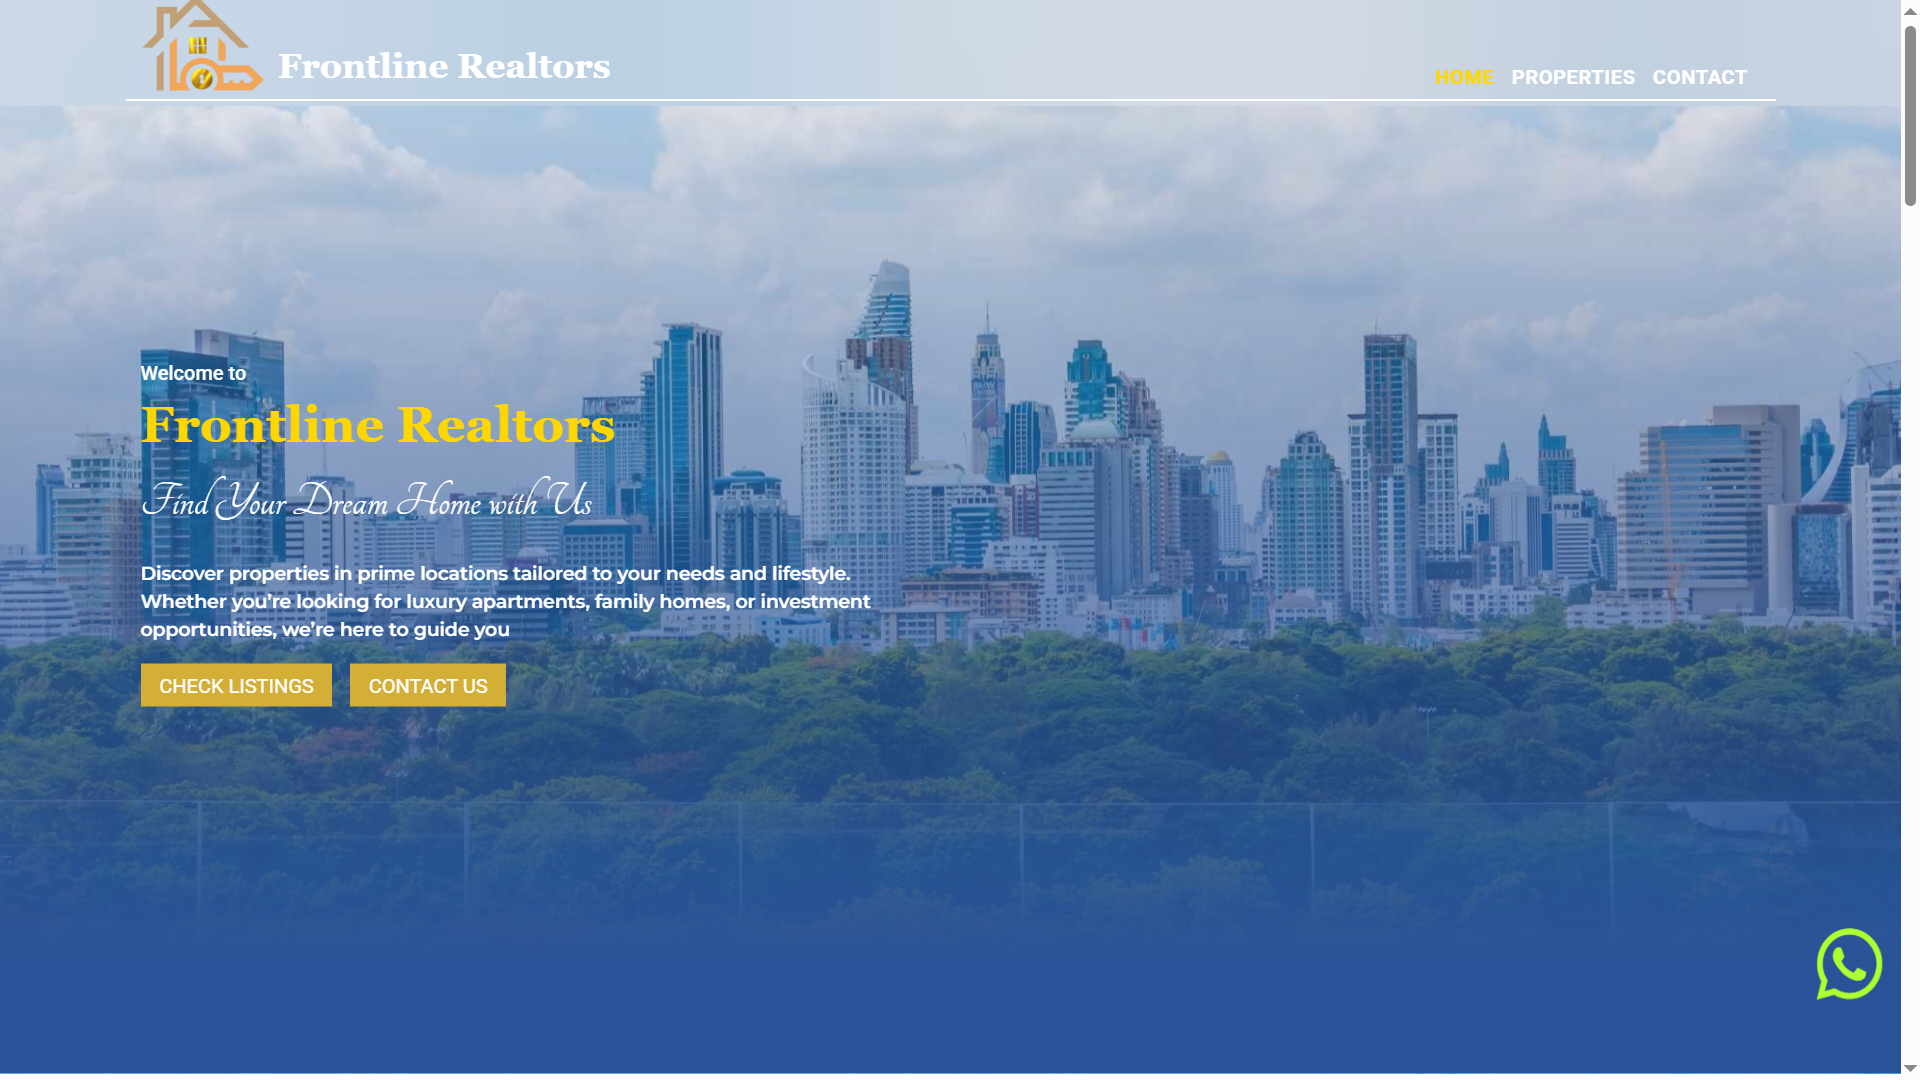 Frontline Realtors
HOME PROPERTIES CONTACT
Welcome to
Frontline Realtors
Find Your Dream Home with Us
Discover properties in prime locations tailored to your needs and lifestyle.
Whether you’re looking for luxury apartments, family homes, or investment
opportunities, we’re here to guide you
CHECK LISTINGS CONTACT US